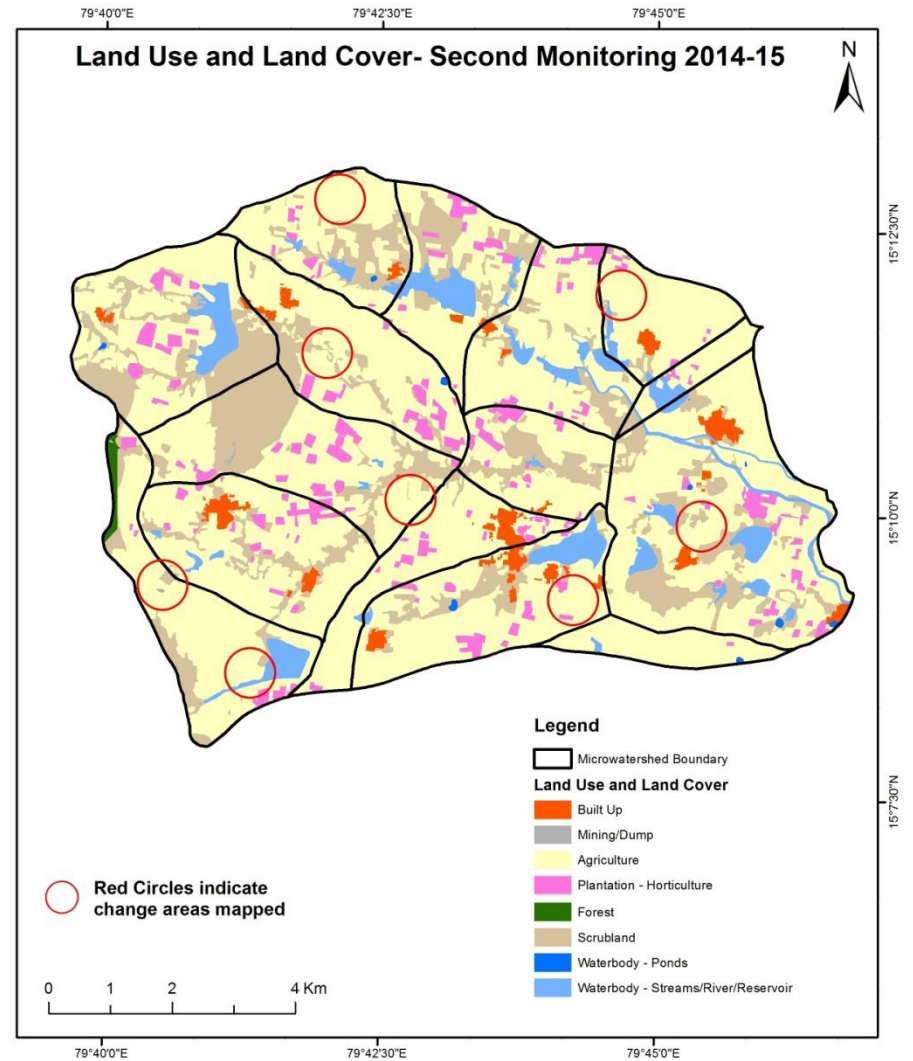 79°40'0"E 79°42'30"E 79°45'0"E
Land Use and Land Cover- Second Monitoring 2014-15
N
15°12'30"N
15°12'30"N
15°10'0"N
15°7'30"N
Legend
Microwatershed Boundary
Land Use and Land Cover
Built Up
Mining/Dump
Agriculture
Plantation - Horticulture
Forest
Scrubland
Waterbody - Ponds
Waterbody - Streams/River/Reservoir
Red Circles indicate
change areas mapped
0 1 2 4 Km
79°40'0"E 79°42'30"E 79°45'0"E